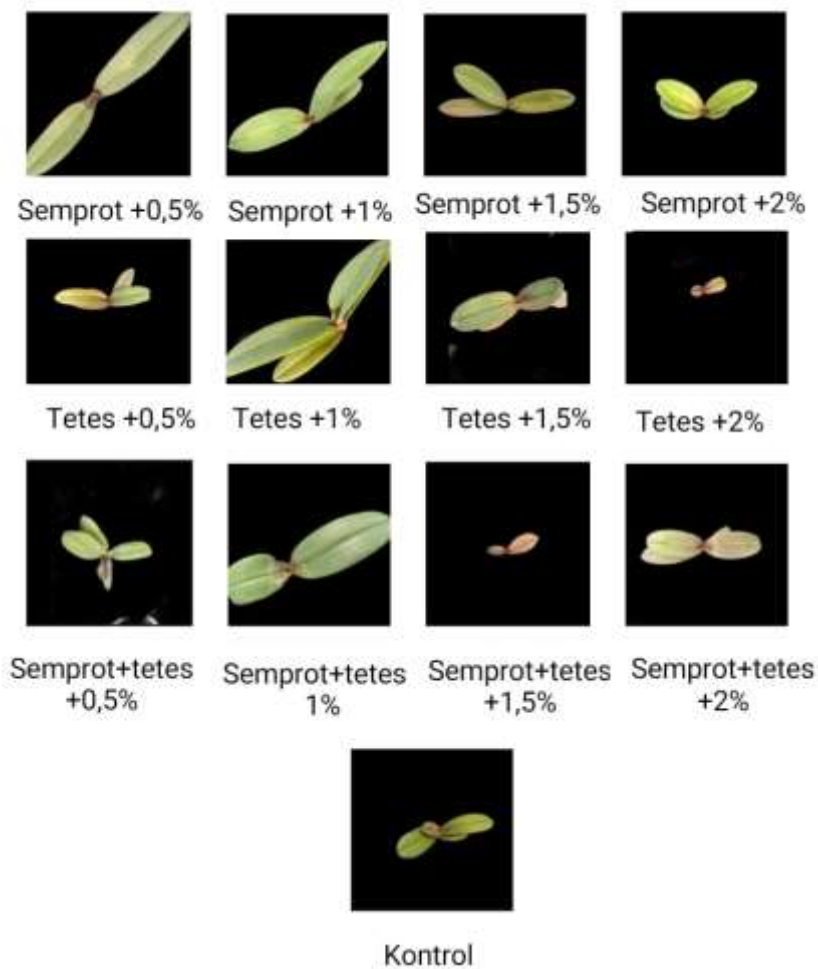 Semprot +0,5%
Semprot +1%
Semprot +1,5%
Semprot +2%
Tetes +0,5%
Tetes +1%
Tetes +1,5%
Tetes +2%
Semprot+tetes
+0,5%
Semprot+tetes
1%
Semprot+tetes
+1,5%
Semprot+tetes
+2%
Kontrol